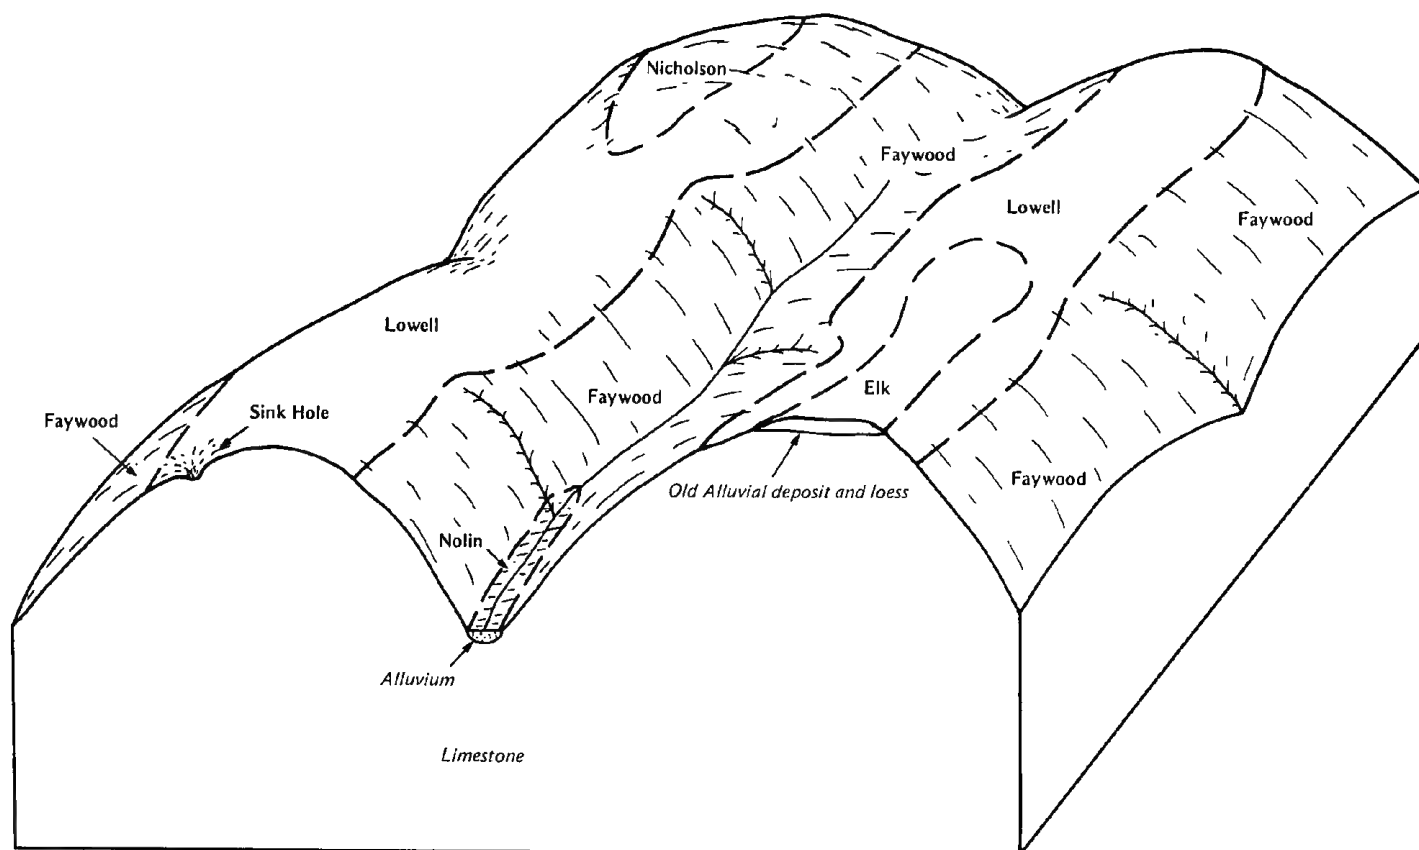 Nicholson
Faywood
Lowell
Faywood
Lowell
Elk
Faywood
Faywood
Sink Hole
Old Alluvial deposit and loess
Faywood
Nolin
Alluvium
Limestone